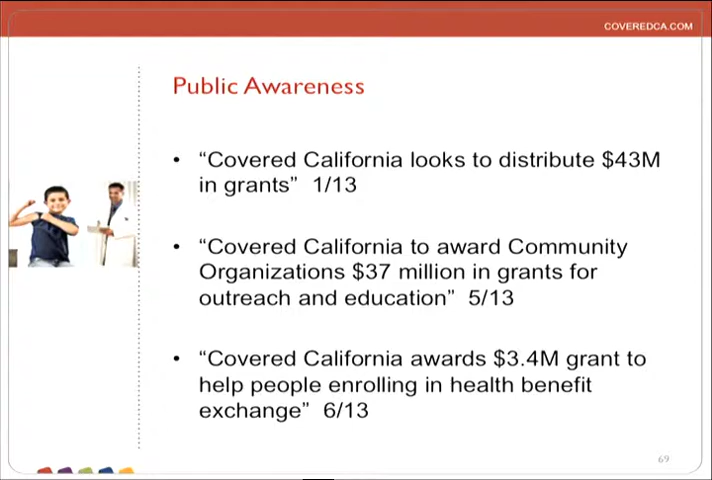 COVEREDCA.COM
Public Awareness
• “Covered California looks to distribute $43M
in grants” 1/13
• “Covered California to award Community
Organizations $37 million in grants for
outreach and education” 5/13
• “Covered California awards $3.4M grant to
help people enrolling in health benefit
exchange” 6/13
69